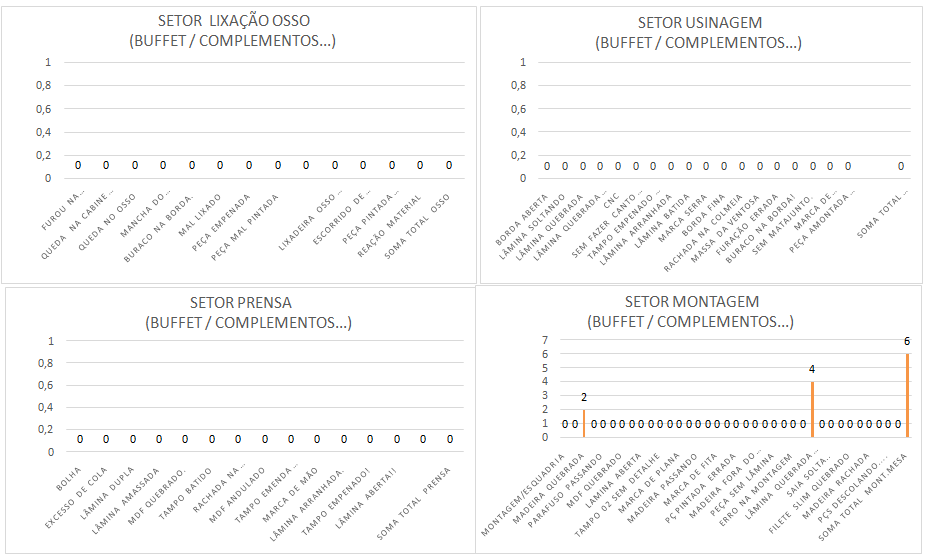 SETOR LIXAÇÃO OSSO
(BUFFET / COMPLEMENTOS...)
1
0,8
0,6
0,4
0,2
0
0 0 0 0 0 0 0 0 0 0 0 0 0 0
FUROU NA...
QUEDA NA CABINE...
QUEDA NO OSSO
MANCHA DO...
BURACO NA BORDA...
MAL LIXADO
PEÇA EMPENADA
PEÇA MAL PINTADA
LIXADEIRA OSSO...
ESCORRIDO DE...
PEÇA PINTADA...
REAÇÃO MATERIAL
SOMA TOTAL OSSO
SETOR USINAGEM
(BUFFET / COMPLEMENTOS...)
1
0,8
0,6
0,4
0,2
0
0 0 0 0 0 0 0 0 0 0 0 0 0 0 0 0 0 0 0
BORDA ABERTA
LÂMINA SOLTANDO
LÂMINA QUEBRADA
LÂMINA QUEBRADA...
CNC
SEM FAZER CANTO...
TAMPO EMPENADO...
LÂMINA ARRANHADA
LÂMINA BATIDA
MARCA SERRA
BORDA FINA
RACHADA NA COLMEIA
MASSA DA VENTOSA
FURAÇÃO ERRADA
BURACO NA BORDA!
SEM MATAJUNTO...
MARCA DE...
PEÇA AMONTADA...
SOMA TOTAL...
SETOR PRENSA
(BUFFET / COMPLEMENTOS...)
1
0,8
0,6
0,4
0,2
0
0 0 0 0 0 0 0 0 0 0 0 0 0 0 0
BOLHA
EXCESSO DE COLA
LÂMINA DUPLA
LÂMINA AMASSADA
MDF QUEBRADO.
TAMPO BATIDO
RACHADA NA...
MDF ANDULADO
TAMPO EMENDA...
MARCA DE MÃO
LÂMINA ARRANHADA.
TAMPO EMPENADO!
LÂMINA ABERTA!!
SOMA TOTAL PRENSA
SETOR MONTAGEM
(BUFFET / COMPLEMENTOS...)
7
6
5
4
3
2
1
0
0 0 2 0 0 0 0 0 0 0 0 0 0 0 0 0 0 0 0 0 0 0 0 4 0 0 0 0 0 0 0 0 6
MONTAGEM/ESQUADRIA
MADEIRA QUEBRADA
PARAFUSO PASSANDO
MDF QUEBRADO
LAMINA ABERTA
TAMPO 02 SEM DETALHE
MARCA DE PLANA
MADEIRA PASSANDO
MARCA DE FITA
PÇ PINTADA ERRADA
MADEIRA FORA DO...
PEÇA SEM LÂMINA
ERRO NA MONTAGEM
LÂMINA QUEBRADA...
SAIA SOLTA..
FILETE SLIM QUEBRADO
MADEIRA RACHADA
PÇS DESCOLANDO....
SOMA TOTAL MONT.MESA